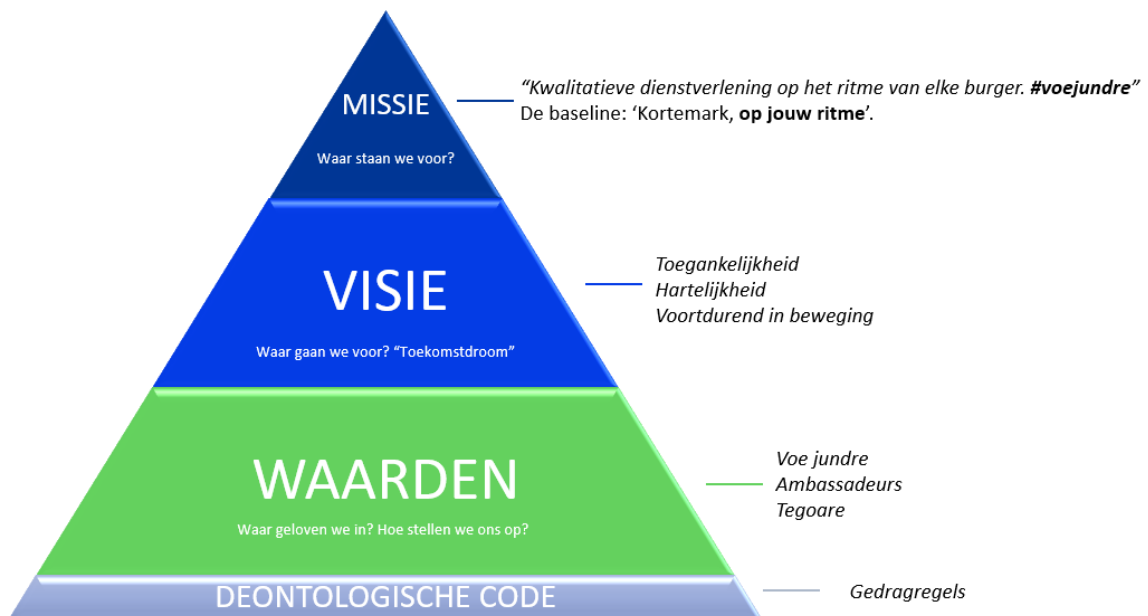 MISSIE
Waar staan we voor?
“Kwalitatieve dienstverlening op het ritme van elke burger. #voejundre”
De baseline: ‘Kortemark, op jouw ritme’.
VISIE
Waar gaan we voor? “Toekomstdroom”
Toegankelijkheid
Hartelijkheid
Voortdurend in beweging
WAARDEN
Waar geloven we in? Hoe stellen we ons op?
Voe jundre
Ambassadeurs
Tegoare
DEONTOLOGISCHE CODE
Gedragregels